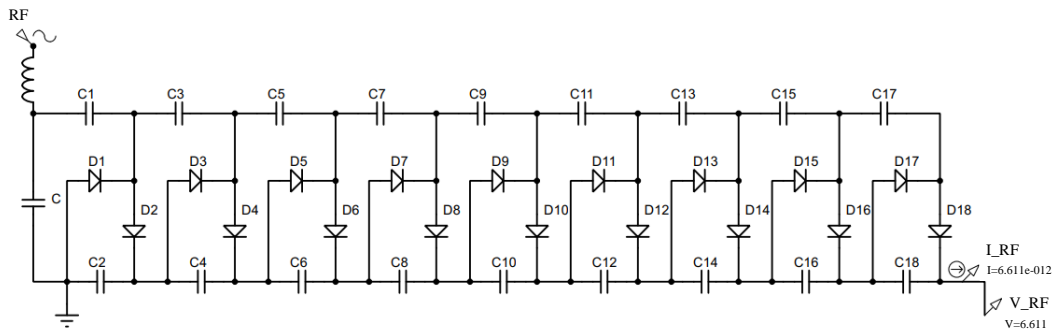 RF
C1 C3 C5 C7 C9 C11 C13 C15 C17
D1 D3 D5 D7 D9 D11 D13 D15 D17
C D2 D4 D6 D8 D10 D12 D14 D16 D18
C2 C4 C6 C8 C10 C12 C14 C16 C18
I_RF
I=6.611e-012
V_RF
V=6.611